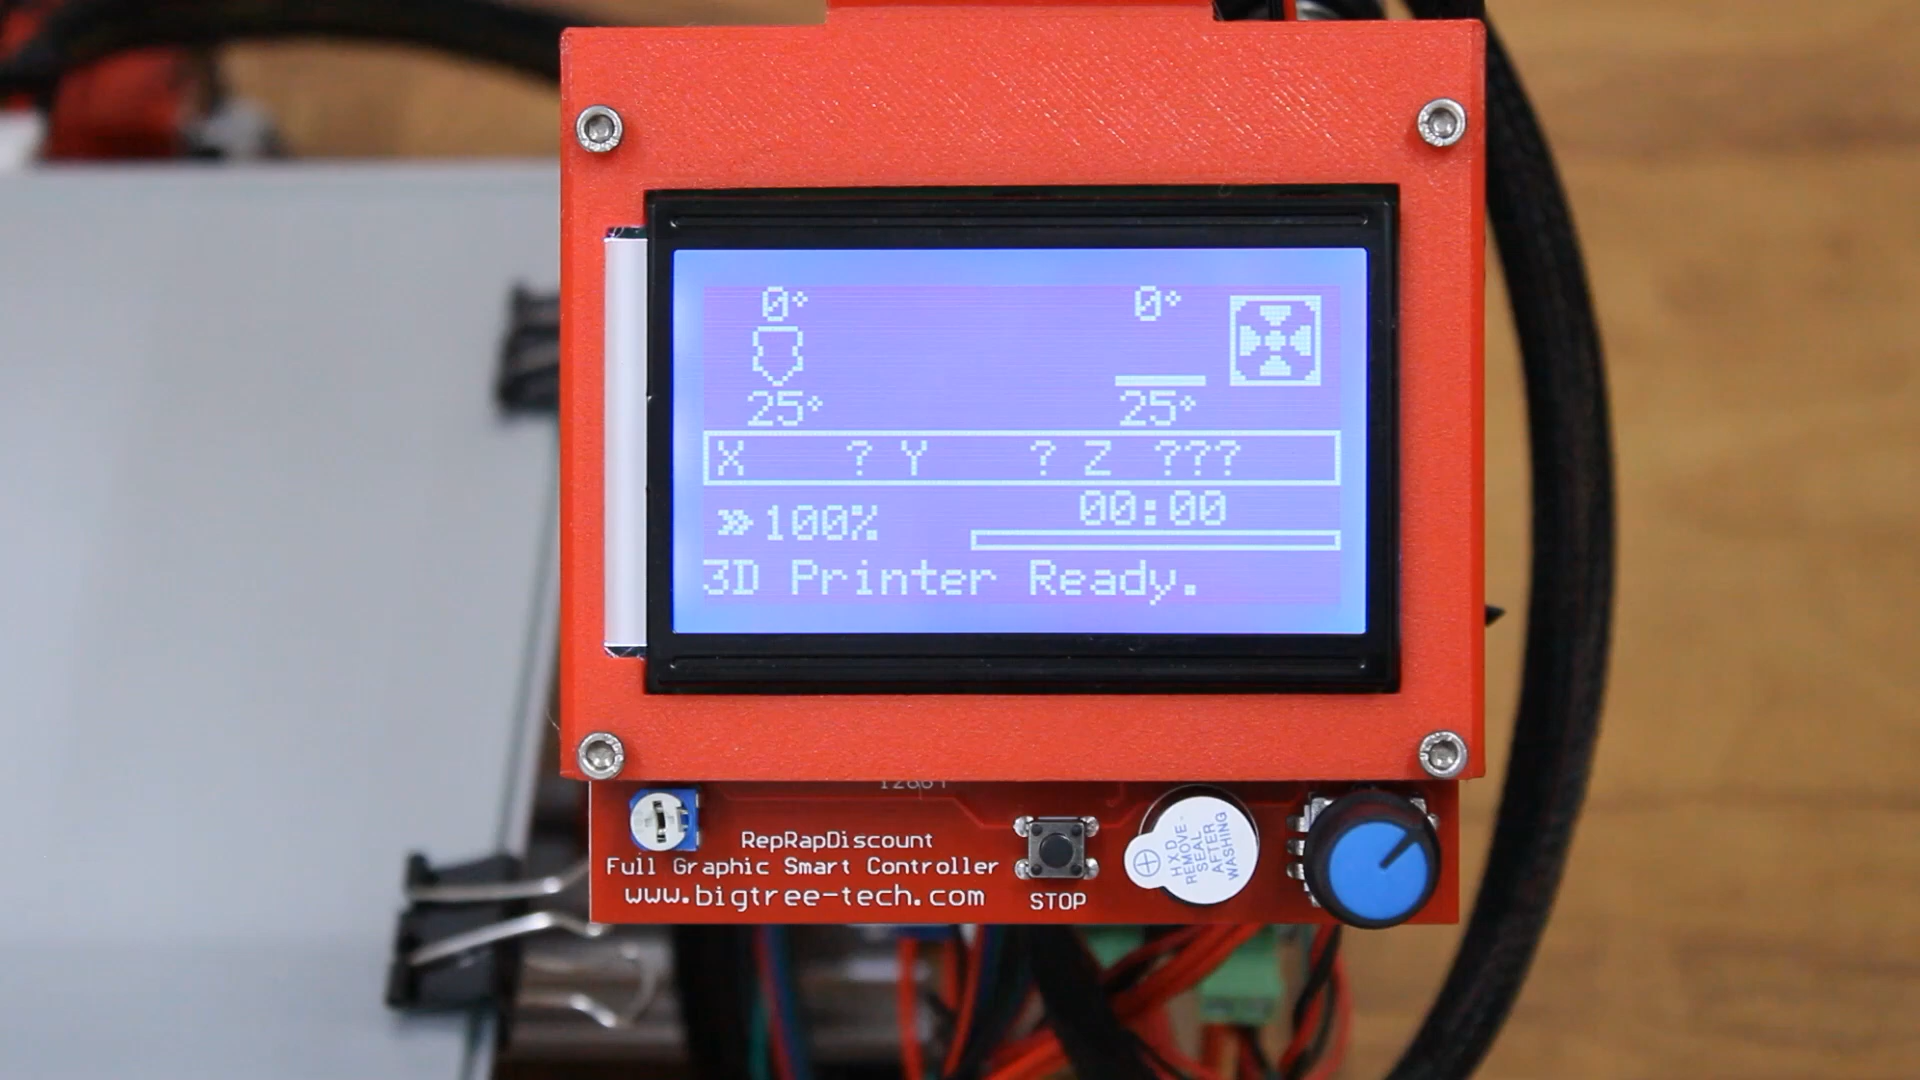 0° 0°
25° 25°
X ? Y ? Z ???
100% 00:00
3D Printer Ready.
RepRapDiscount
Full Graphic Smart Controller
www.bigtree-tech.com
STOP
HXD
REMOVE-
SEAL
AFTER
WASHING